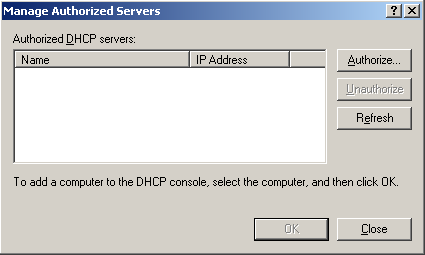 Manage Authorized Servers
Authorized DHCP servers:
Name IP Address
Authorize...
Unauthorize
Refresh
To add a computer to the DHCP console, select the computer, and then click OK.
OK Close